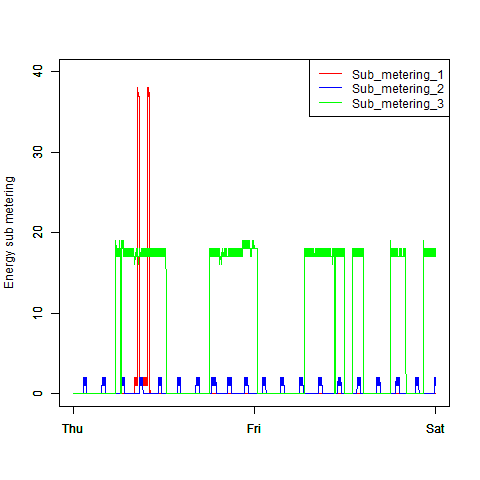 Sub_metering_1
Sub_metering_2
Sub_metering_3
Energy sub metering
40
30
20
10
0
Thu
Fri
Sat